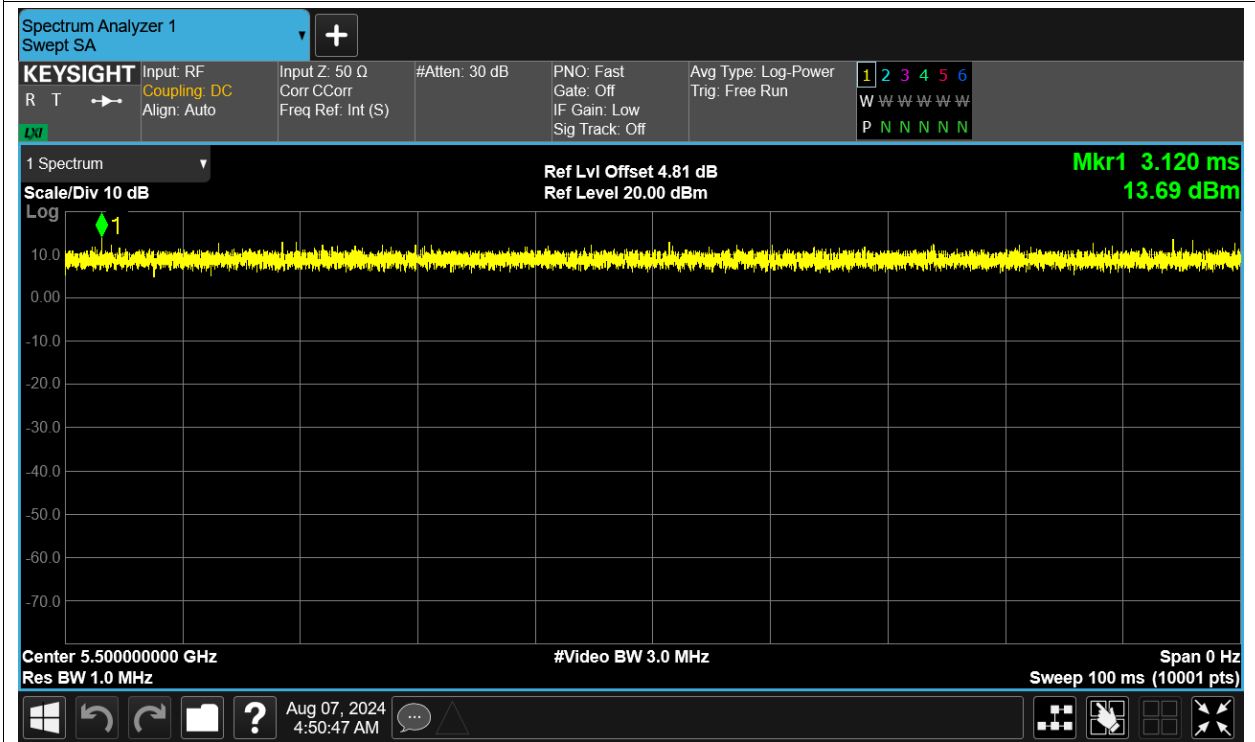 Spectrum Analyzer 1
Swept SA
KEYSIGHT
R T
LXI
Input: RF
Coupling: DC
Align: Auto
Input Z: 50 Ω
Corr CCorr
Freq Ref: Int (S)
#Atten: 30 dB
PNO: Fast
Gate: Off
IF Gain: Low
Sig Track: Off
Avg Type: Log-Power
Trig: Free Run
1 2 3 4 5 6
W W W W W W
P N N N N N
1 Spectrum
Scale/Div 10 dB
Ref Lvl Offset 4.81 dB
Ref Level 20.00 dBm
Mkr1 3.120 ms
13.69 dBm
Log
1
10.0
0.00
-10.0
-20.0
-30.0
-40.0
-50.0
-60.0
-70.0
Center 5.500000000 GHz
#Video BW 3.0 MHz
Span 0 Hz
Res BW 1.0 MHz
Sweep 100 ms (10001 pts)
?
Aug 07, 2024
4:50:47 AM